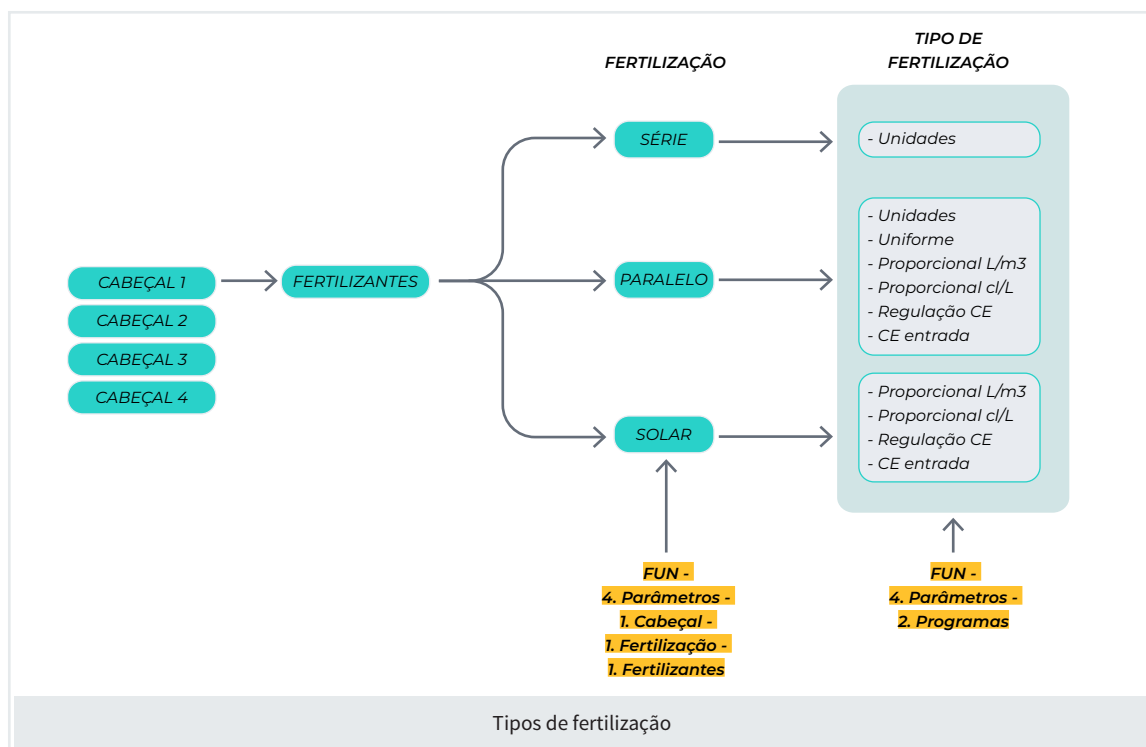 FERTILIZAÇÃO
TIPO DE
FERTILIZAÇÃO
SÉRIE
- Unidades
CABEÇAL 1
CABEÇAL 2
CABEÇAL 3
CABEÇAL 4
FERTILIZANTES
PARALELO
- Unidades
- Uniforme
- Proporcional L/m3
- Proporcional cl/L
- Regulação CE
- CE entrada
SOLAR
- Proporcional L/m3
- Proporcional cl/L
- Regulação CE
- CE entrada
FUN -
4. Parâmetros -
1. Cabeçal -
1. Fertilização -
1. Fertilizantes
FUN -
4. Parâmetros -
2. Programas
Tipos de fertilização